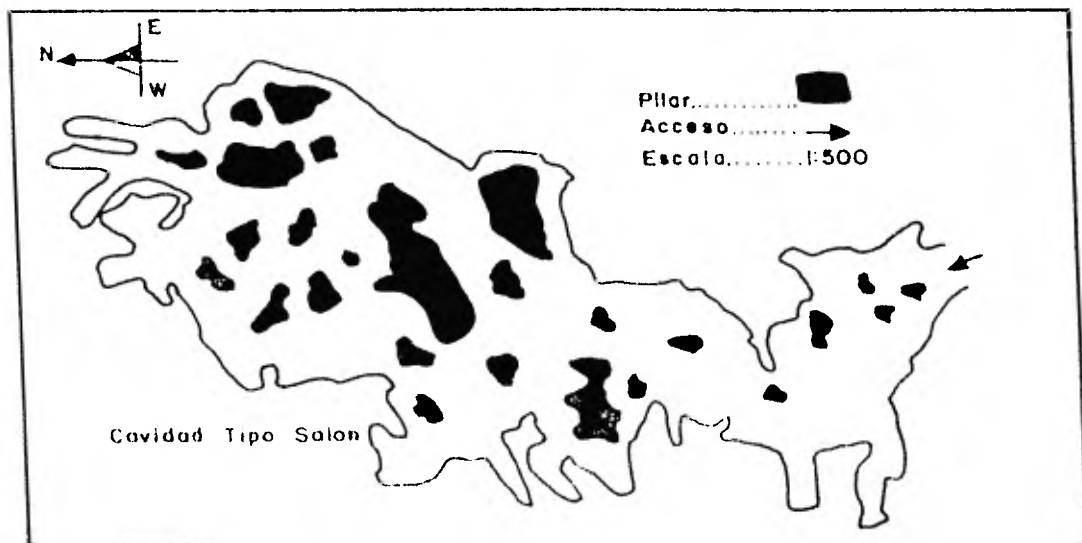 E
N
W
Pilar............
Acceso.......
Escala........1:500
Cavidad Tipo Salon